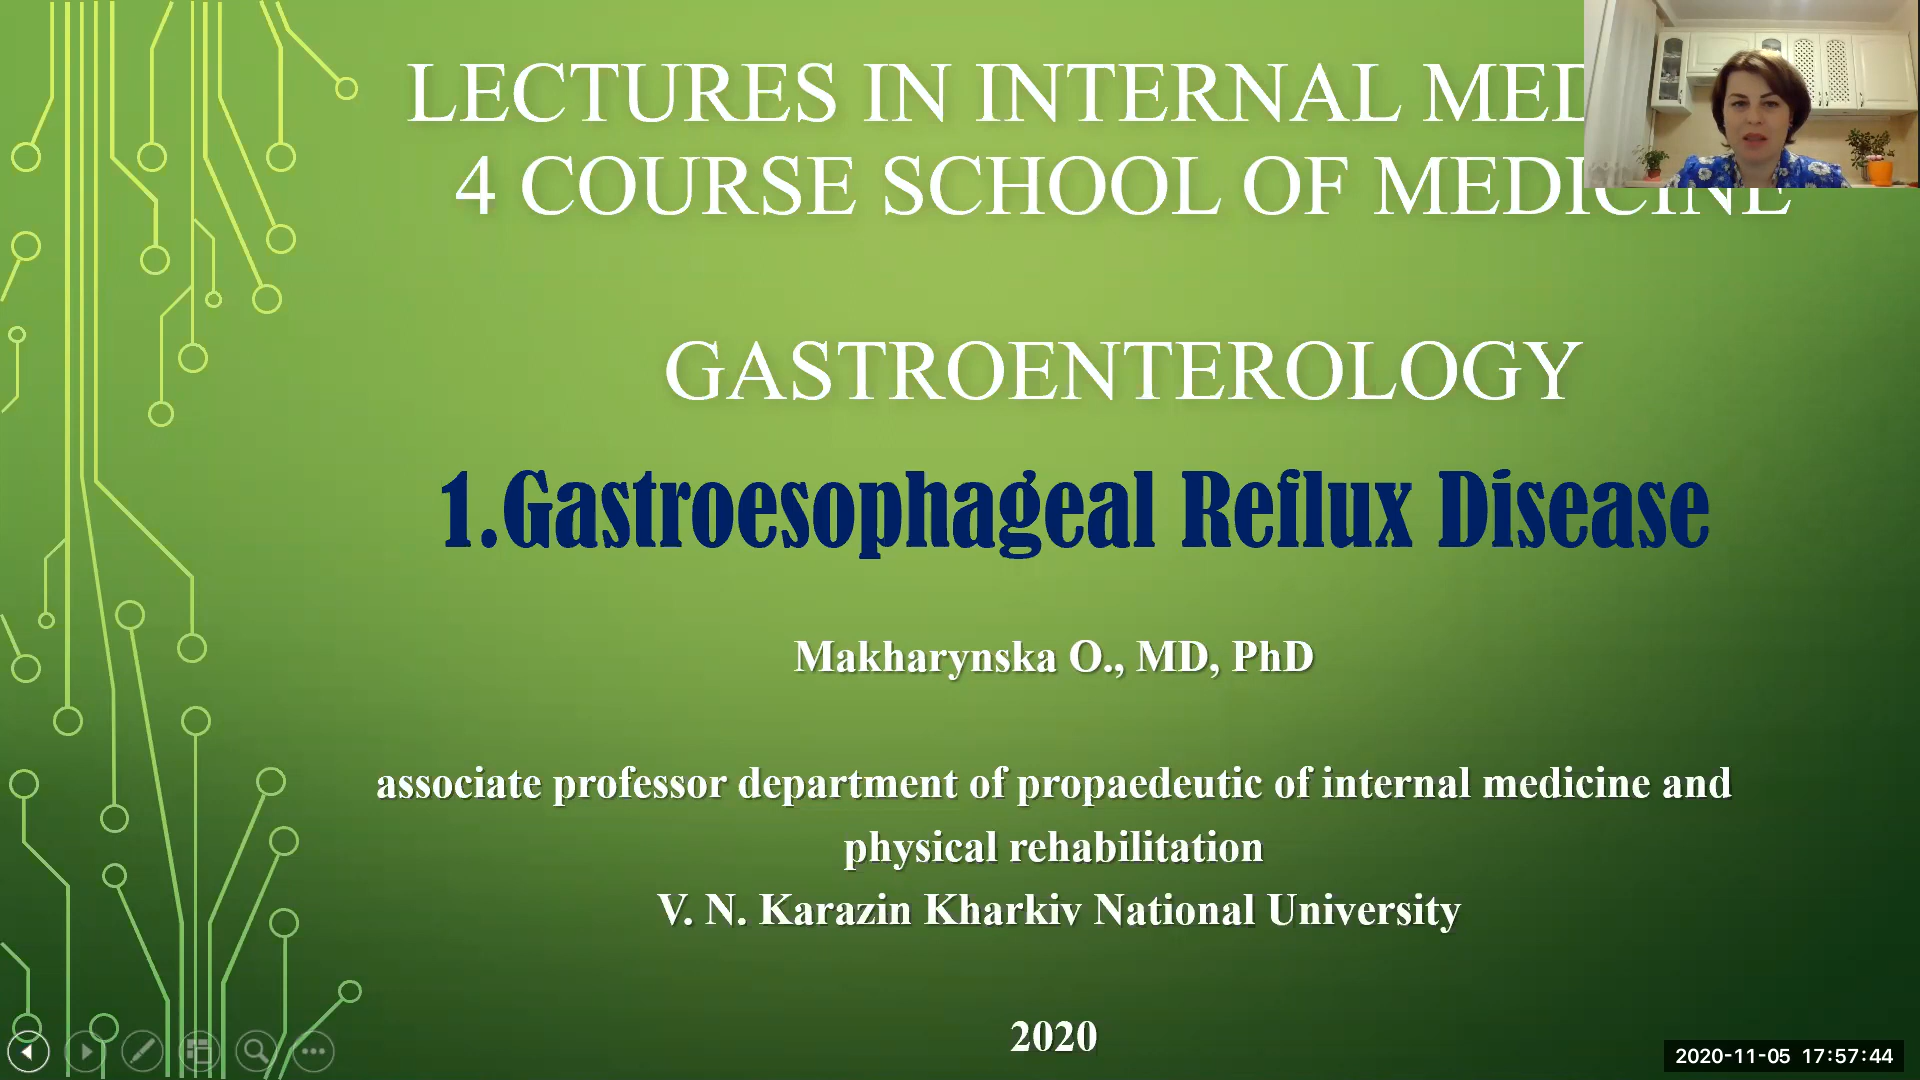 LECTURES IN INTERNAL MED
4 COURSE SCHOOL OF MEDICINE
GASTROENTEROLOGY
1.Gastroesophageal Reflux Disease
Makharynska O., MD, PhD
associate professor department of propaedeutic of internal medicine and
physical rehabilitation
V. N. Karazin Kharkiv National University
2020
2020-11-05 17:57:44